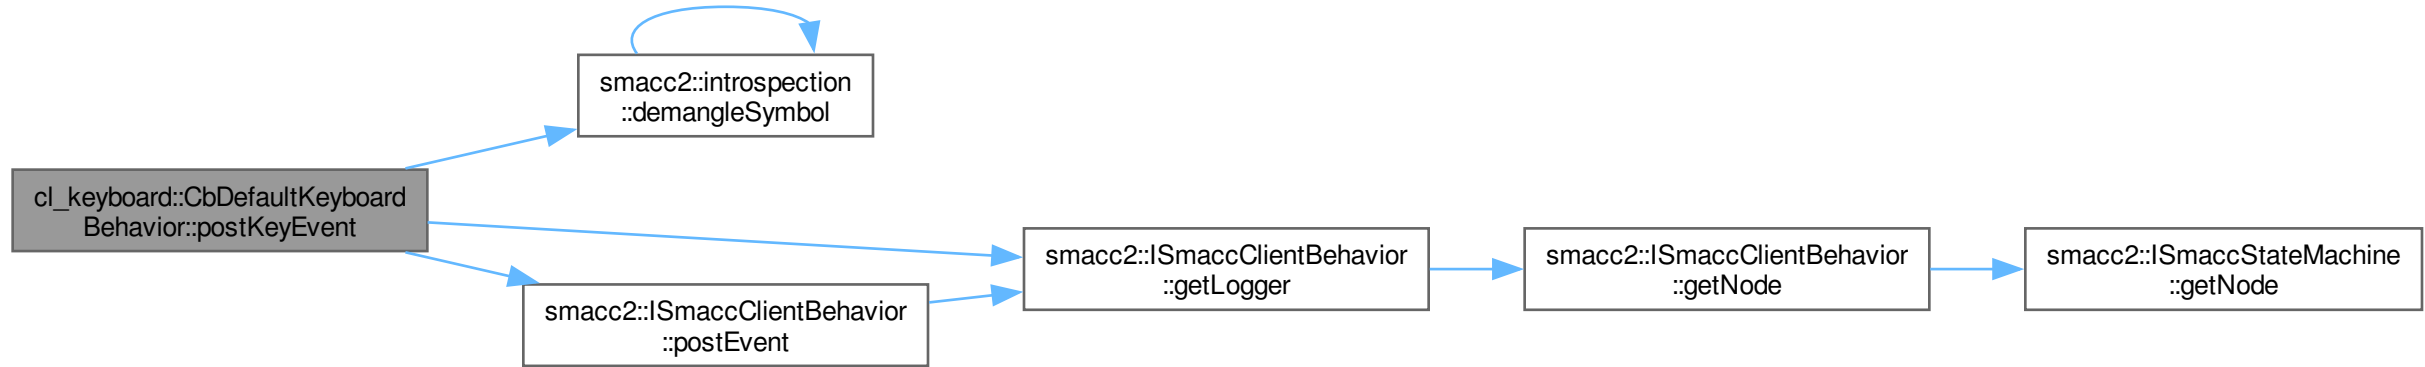 smacc2::introspection
::demangleSymbol
cl_keyboard::CbDefaultKeyboard
Behavior::postKeyEvent
smacc2::ISmaccClientBehavior
::postEvent
smacc2::ISmaccClientBehavior
::getLogger
smacc2::ISmaccClientBehavior
::getNode
smacc2::ISmaccStateMachine
::getNode